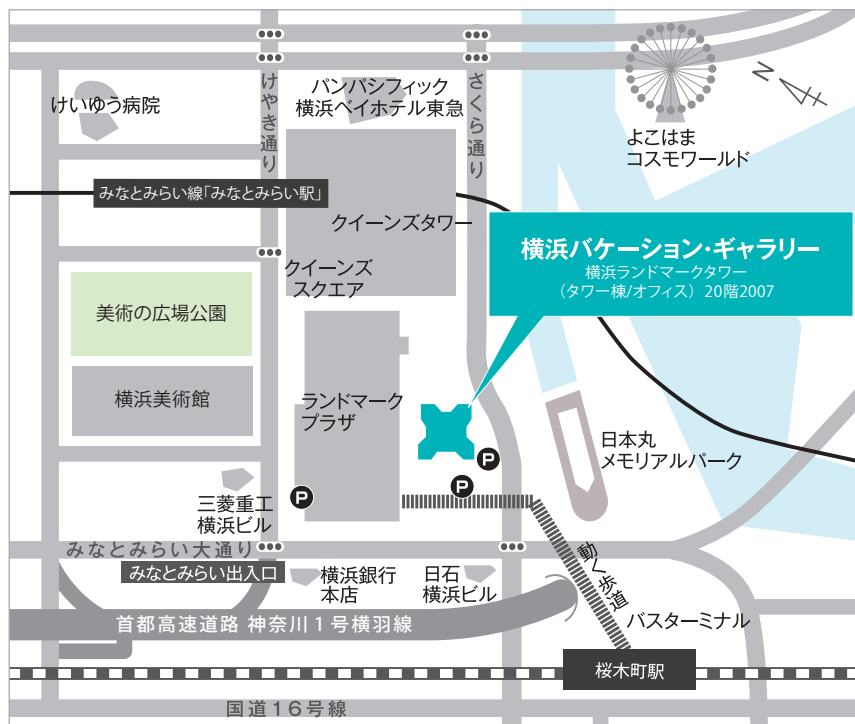 けやき通り
さくら通り
パンパシフィック
横浜ベイホテル東急
けいゆう病院
N
よこはま
コスモワールド
みなとみらい線「みなとみらい駅」
クイーンズタワー
横浜バケーション・ギャラリー
横浜ランドマークタワー
（タワー棟/オフィス） 20階2007
クイーンズ
スクエア
美術の広場公園
横浜美術館
ランドマーク
プラザ
日本丸
メモリアルパーク
P
P
P
三菱重工
横浜ビル
みなとみらい大通り
動く歩道
みなとみらい出入口
横浜銀行
本店
日石
横浜ビル
首都高速道路 神奈川1号横羽線
バスターミナル
桜木町駅
国道16号線